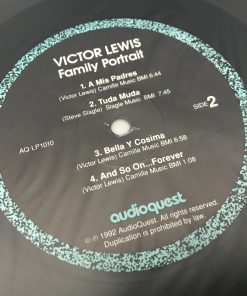 VICTOR LEWIS
Family Portrait
1. A Mis Padres
(Victor Lewis) Camille Music BMI 6:44
2. Tuda Muda
(Steve Slagle) Slagle Music BMI 7:45
SIDE 2
AQ LP1010
3. Bella Y Cosima
(Victor Lewis) Camille Music BMI 6:58
4. And So On...Forever
(Victor Lewis) Camille Music BMI 1:08
audioquest.
© ℗ 1992 AudioQuest. All rights reserved.
Duplication is prohibited by law.